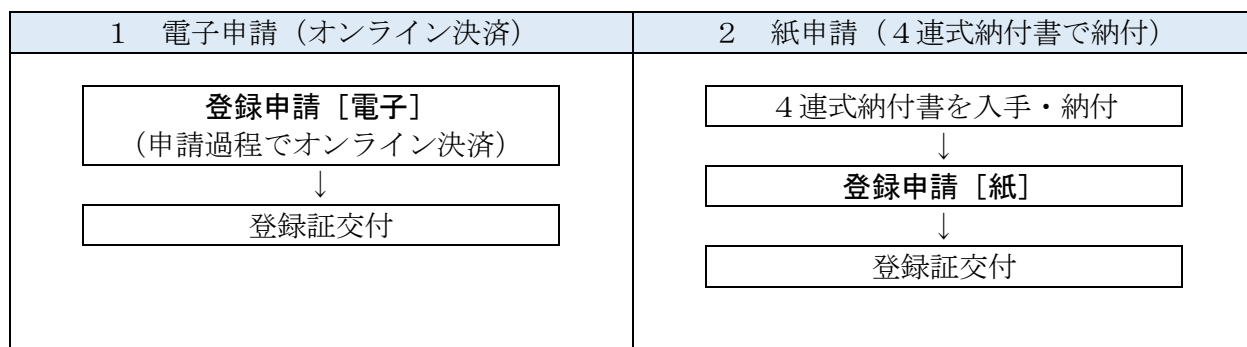 １　電子申請（オンライン決済）
登録申請［電子］
（申請過程でオンライン決済）
↓
登録証交付
２　紙申請（４連式納付書で納付）
４連式納付書を入手・納付
↓
登録申請［紙］
↓
登録証交付